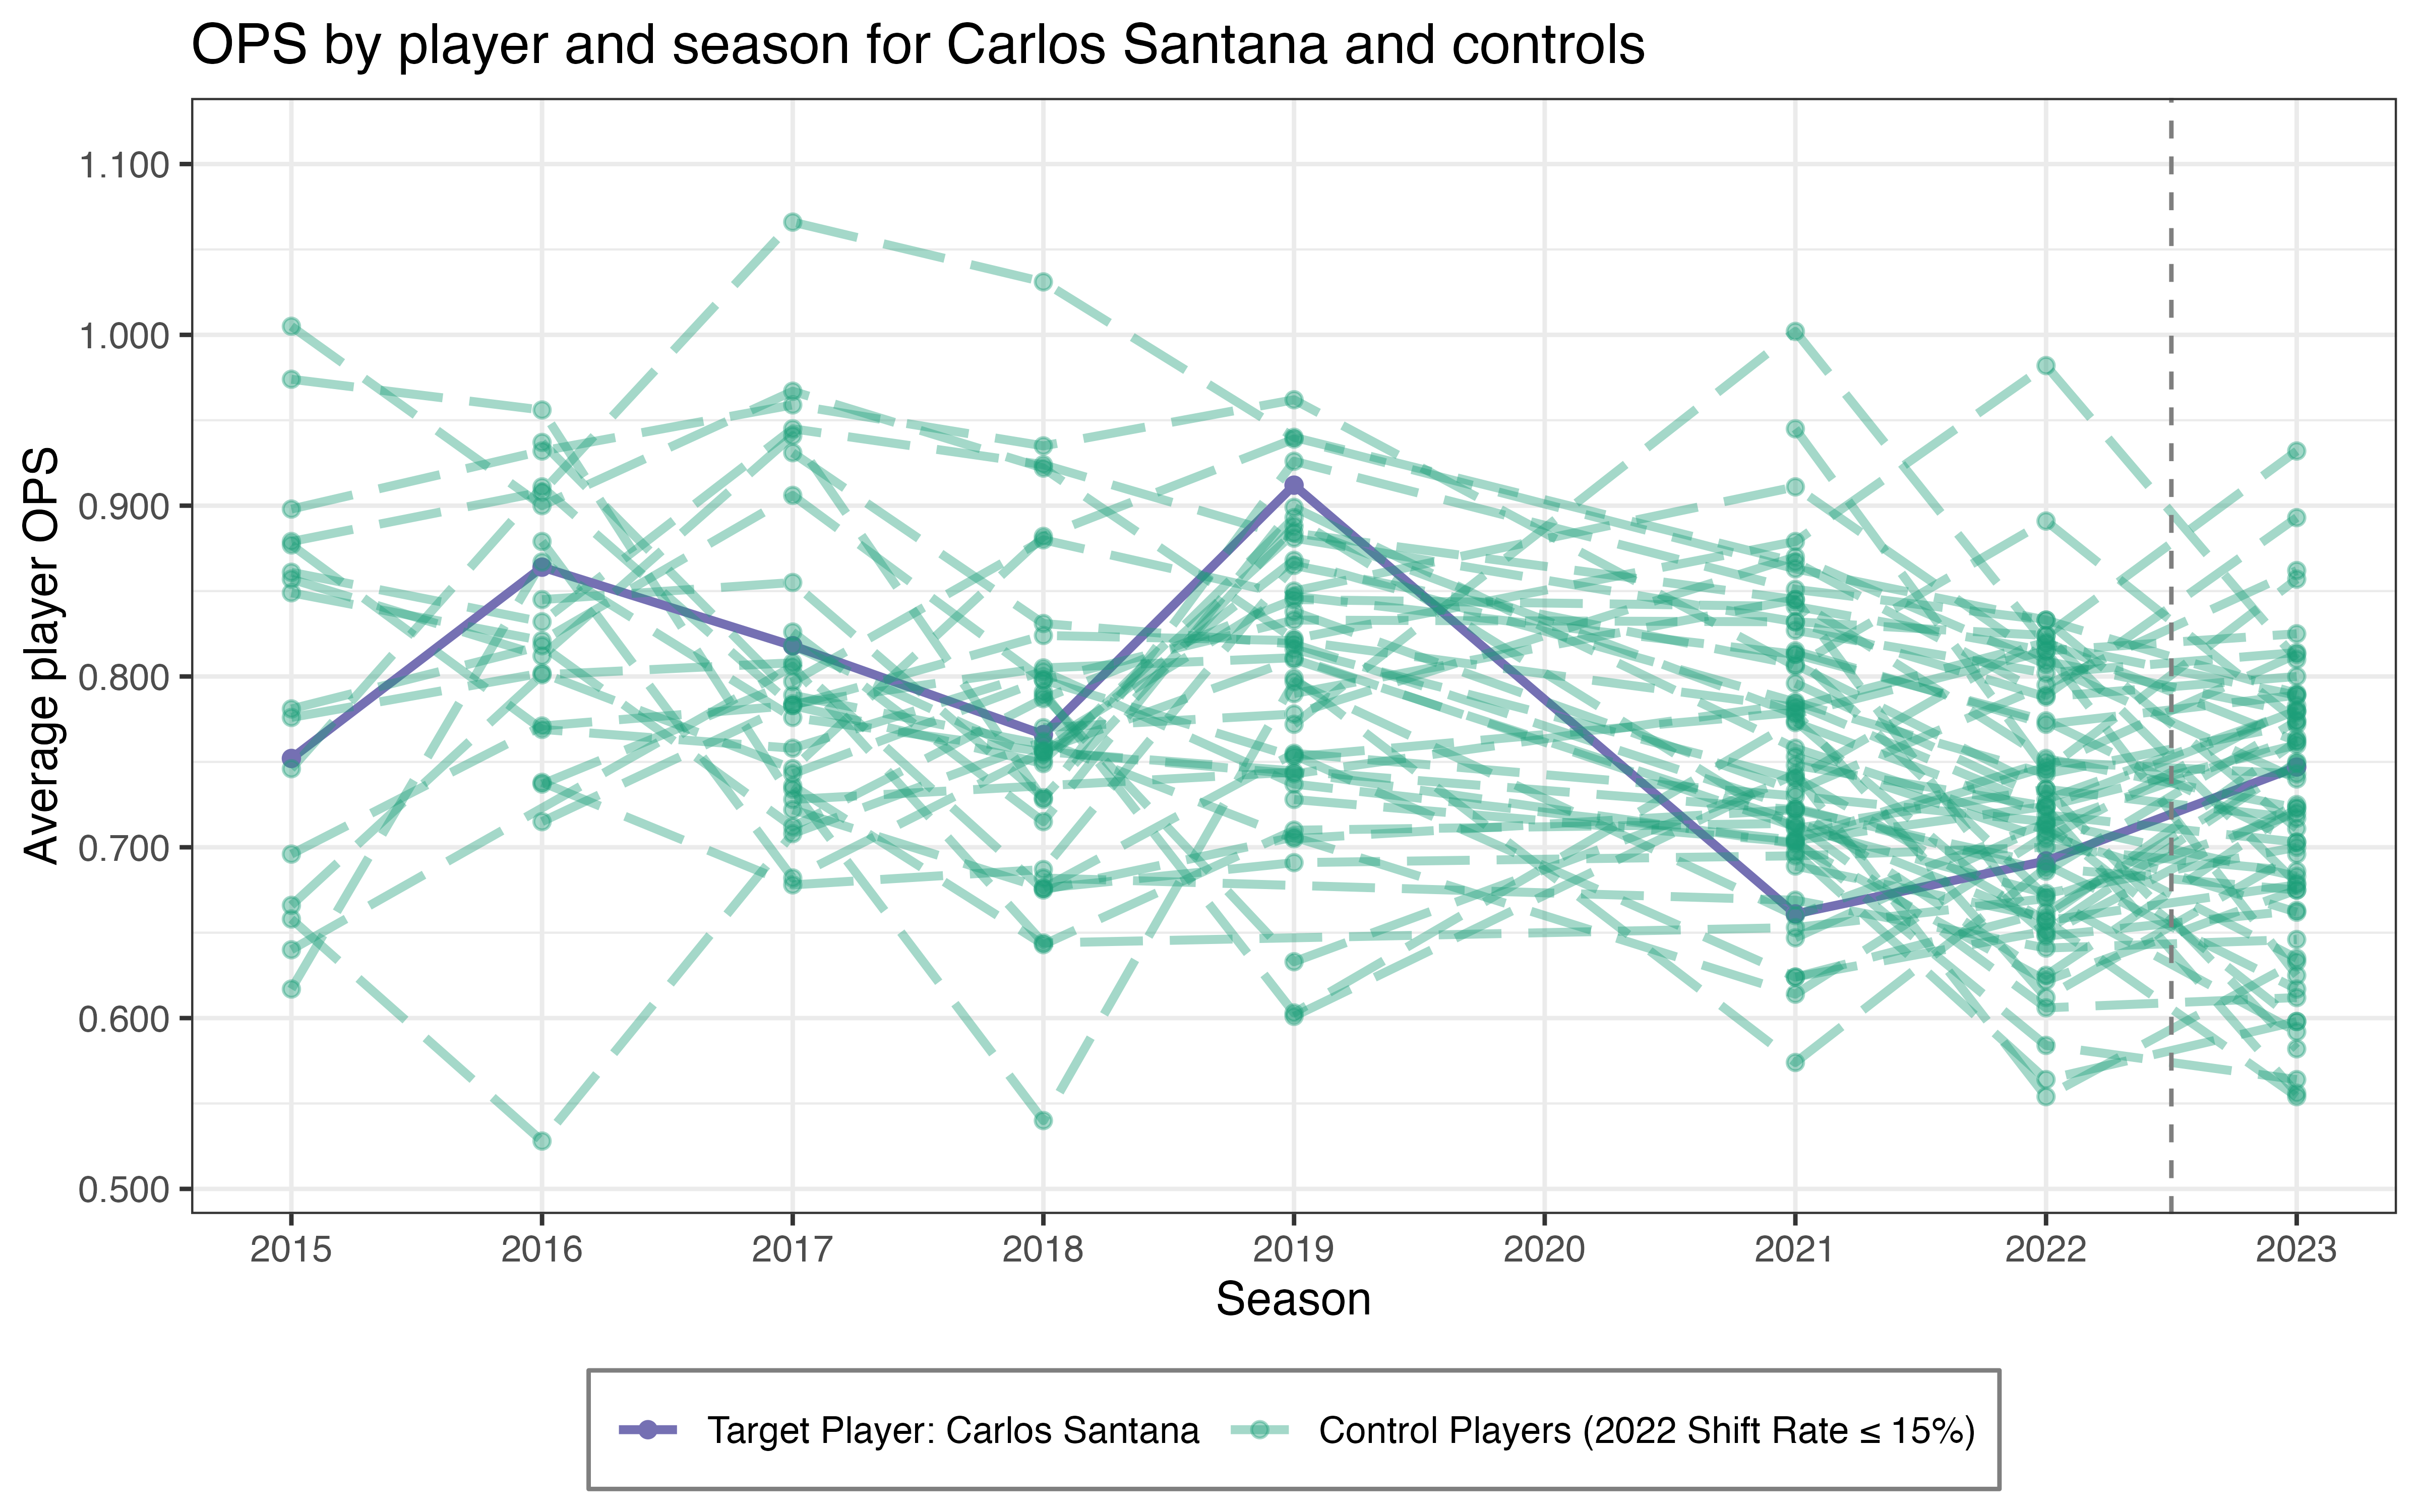 OPS by player and season for Carlos Santana and controls
Average player OPS
1.100
1.000
0.900
0.800
0.700
0.600
0.500
2015 2016 2017 2018 2019 2020 2021 2022 2023
Season
Target Player: Carlos Santana Control Players (2022 Shift Rate ≤ 15%)